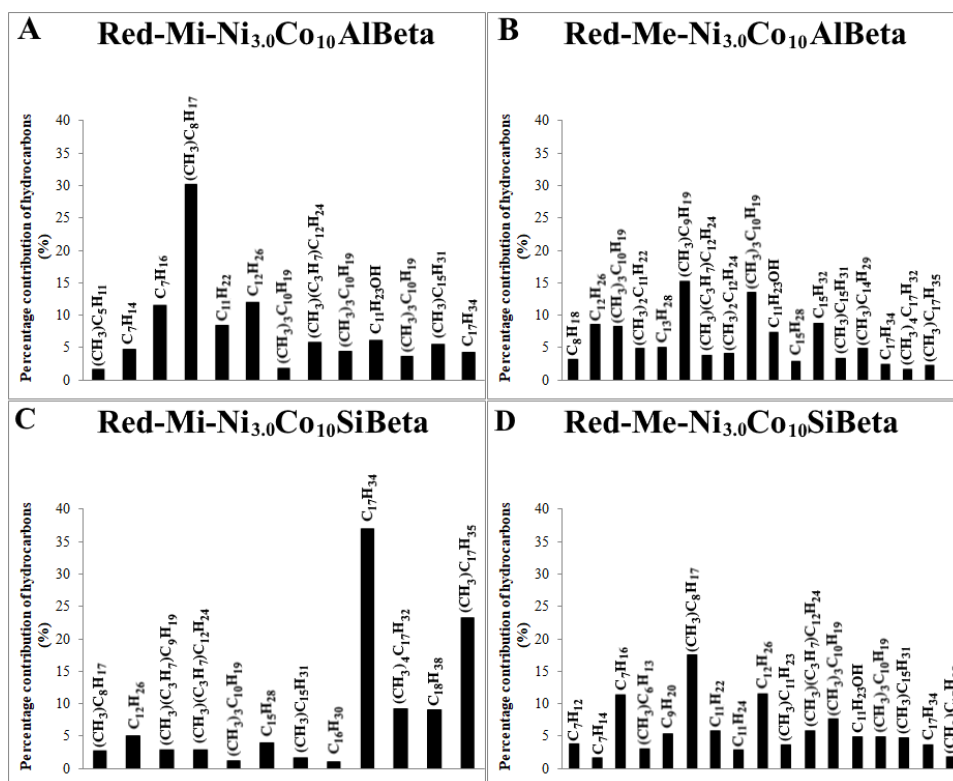 A
Red-Mi-Ni3.0Co10AlBeta
Percentage contribution of hydrocarbons
(%)
40
35
30
25
20
15
10
5
0
(CH3)C5H11
C7H14
C7H16
(CH3)C8H17
C11H22
C12H26
(CH3)3C10H19
(CH3)(C3H7)C12H24
(CH3)3C10H19
C11H23OH
(CH3)3C10H19
(CH3)C15H31
C17H34
B
Red-Me-Ni3.0Co10AlBeta
Percentage contribution of hydrocarbons
(%)
40
35
30
25
20
15
10
5
0
C8H18
C12H26
(CH3)3C10H19
(CH3)2C11H22
C13H28
(CH3)C9H19
(CH3)(C3H7)C12H24
(CH3)2C12H24
(CH3)3C10H19
C11H23OH
C15H28
C15H32
(CH3)C15H31
(CH3)C14H29
C17H34
(CH3)4C17H32
(CH3)C17H35
C
Red-Mi-Ni3.0Co10SiBeta
Percentage contribution of hydrocarbons
(%)
40
35
30
25
20
15
10
5
0
(CH3)C8H17
C12H26
(CH3)(C3H7)C9H19
(CH3)(C3H7)C12H24
(CH3)3C10H19
C15H28
(CH3)C15H31
C16H30
C17H34
(CH3)4C17H32
C18H38
(CH3)C17H35
D
Red-Me-Ni3.0Co10SiBeta
Percentage contribution of hydrocarbons
(%)
40
35
30
25
20
15
10
5
0
C7H12
C7H14
C7H16
(CH3)C6H13
C9H20
(CH3)C8H17
C11H22
C11H24
C12H26
(CH3)C11H23
(CH3)(C3H7)C12H24
(CH3)3C10H19
C11H23OH
(CH3)3C10H19
(CH3)C15H31
C17H34